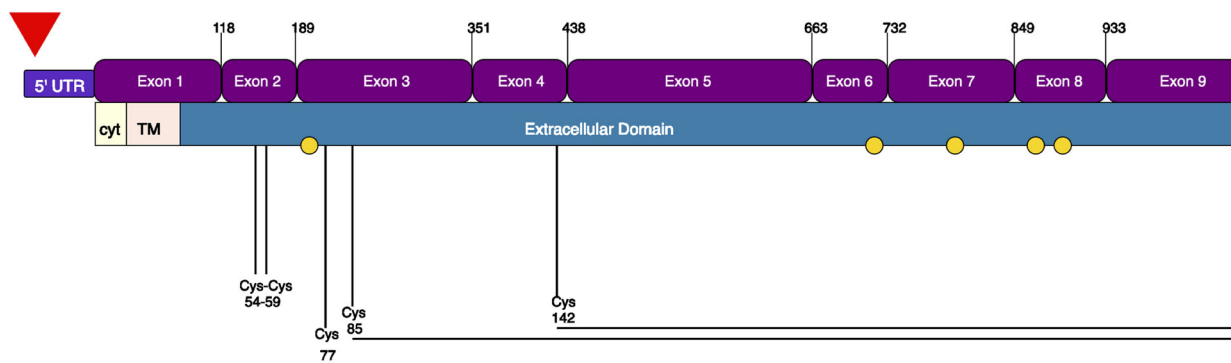 118 189 351 438 663 732 849 933
5' UTR Exon 1 Exon 2 Exon 3 Exon 4 Exon 5 Exon 6 Exon 7 Exon 8 Exon 9
cyt TM Extracellular Domain
Cys-Cys
54-59
Cys
77
Cys
85
Cys
142